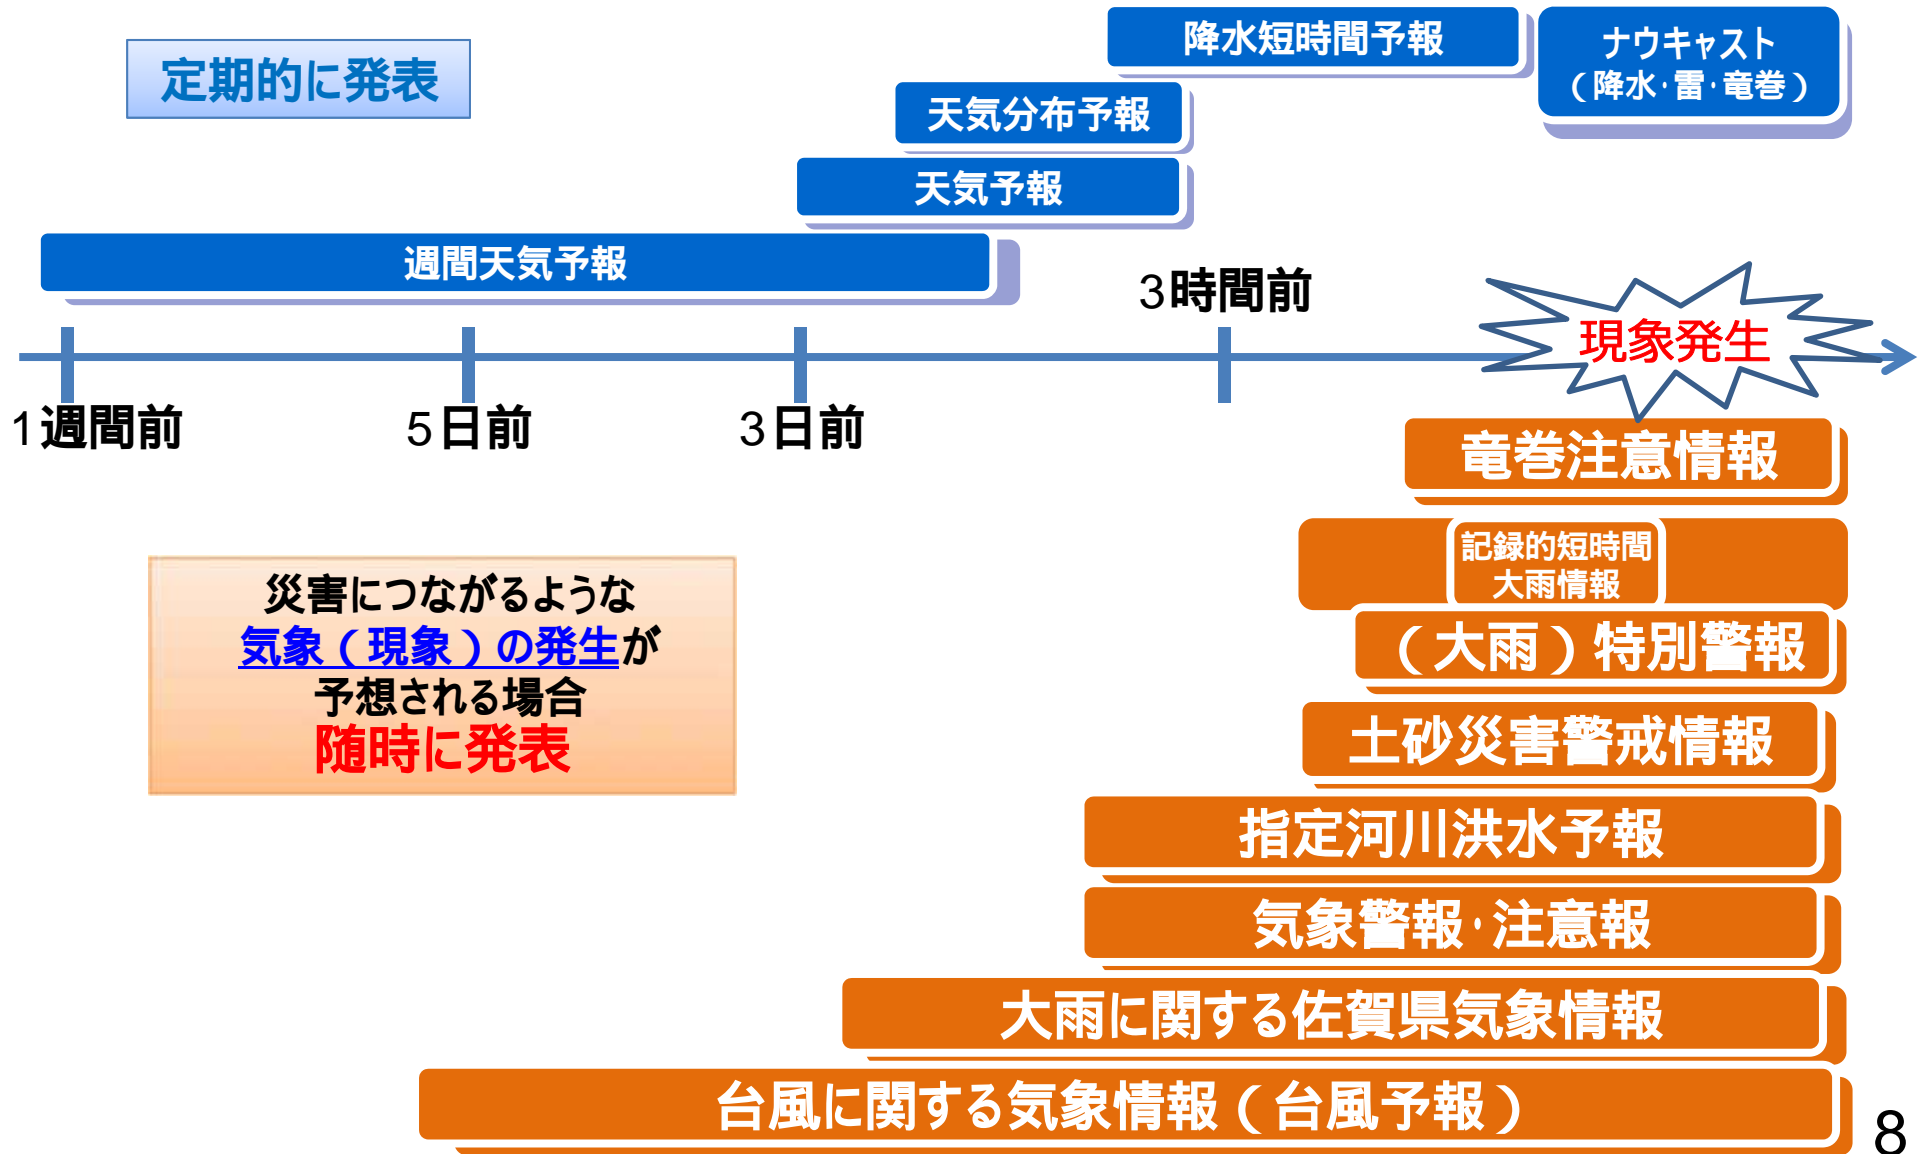 定期的に発表
降水短時間予報
ナウキャスト
（降水・雷・竜巻）
天気分布予報
天気予報
週間天気予報
3時間前
現象発生
1週間前
5日前
3日前
竜巻注意情報
記録的短時間
大雨情報
（大雨）特別警報
土砂災害警戒情報
指定河川洪水予報
気象警報・注意報
大雨に関する佐賀県気象情報
台風に関する気象情報（台風予報）
災害につながるような
気象（現象）の発生が
予想される場合
随時に発表
8